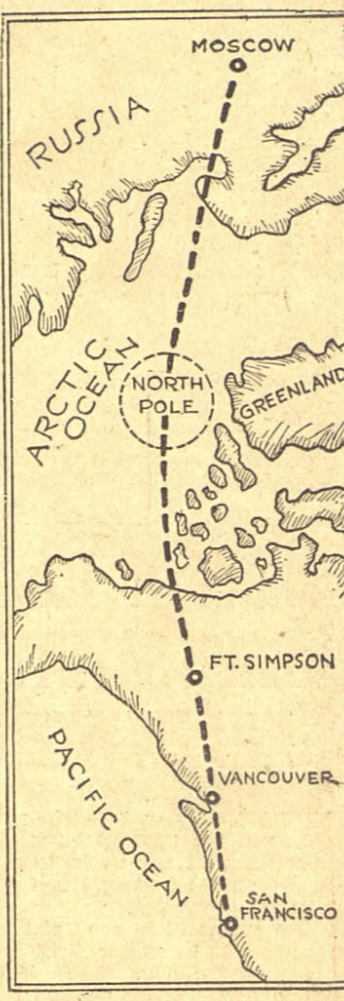 MOSCOW
RUSSIA
ARCTIC
OCEAN
NORTH
POLE
GREENLAND
FT. SIMPSON
VANCOUVER
PACIFIC OCEAN
SAN
FRANCISCO